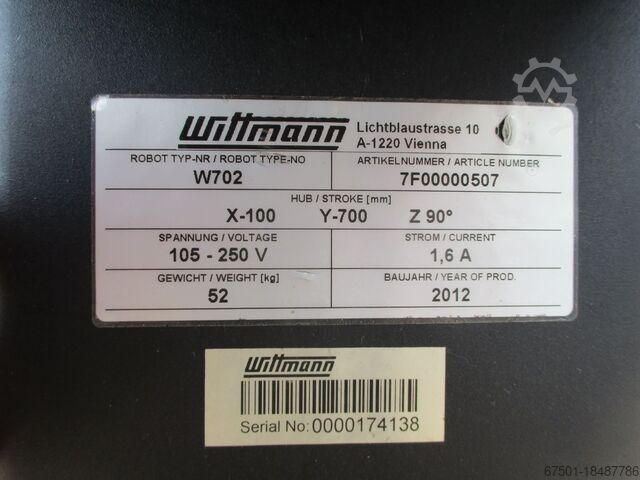 Wittmann
Lichtblaustrasse 10
A-1220 Vienna
ROBOT TYP-NR / ROBOT TYPE-NO
ARTIKELNUMMER / ARTICLE NUMBER
W702
7F00000507
HUB / STROKE [mm]
X-100 Y-700 Z 90°
SPANNUNG / VOLTAGE
STROM / CURRENT
105 - 250 V
1,6 A
GEWICHT / WEIGHT [kg]
BAUJAHR / YEAR OF PROD.
52
2012
Wittmann
Serial No: 0000174138
67501-18487786